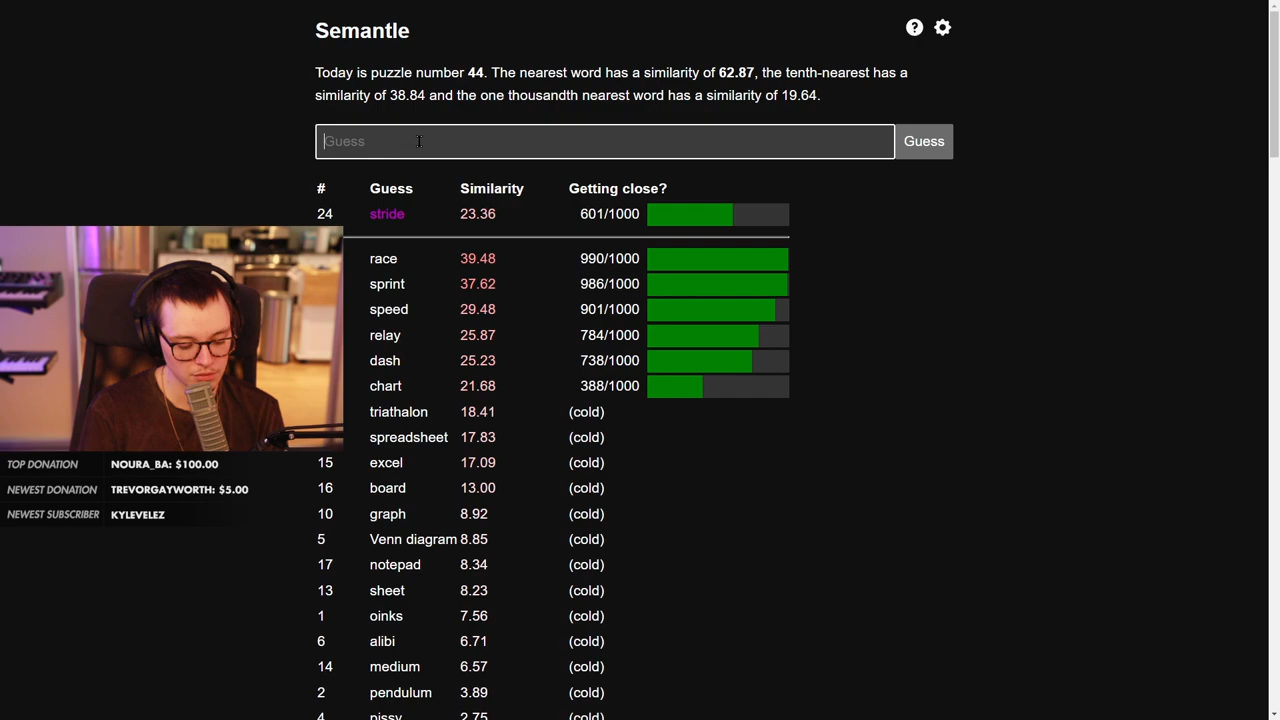 Semantle
Today is puzzle number 44. The nearest word has a similarity of 62.87, the tenth-nearest has a
similarity of 38.84 and the one thousandth nearest word has a similarity of 19.64.
Guess Guess
# Guess Similarity Getting close?
24 stride 23.36 601/1000
race 39.48 990/1000
sprint 37.62 986/1000
speed 29.48 901/1000
relay 25.87 784/1000
dash 25.23 738/1000
chart 21.68 388/1000
triathalon 18.41 (cold)
spreadsheet 17.83 (cold)
15 excel 17.09 (cold)
16 board 13.00 (cold)
10 graph 8.92 (cold)
5 Venn diagram 8.85 (cold)
17 notepad 8.34 (cold)
13 sheet 8.23 (cold)
1 oinks 7.56 (cold)
6 alibi 6.71 (cold)
14 medium 6.57 (cold)
2 pendulum 3.89 (cold)
4 pissy 2.75 (cold)
TOP DONATION NOURA_BA: $100.00
NEWEST DONATION TREVORGAYWORTH: $5.00
NEWEST SUBSCRIBER KYLEVELEZ